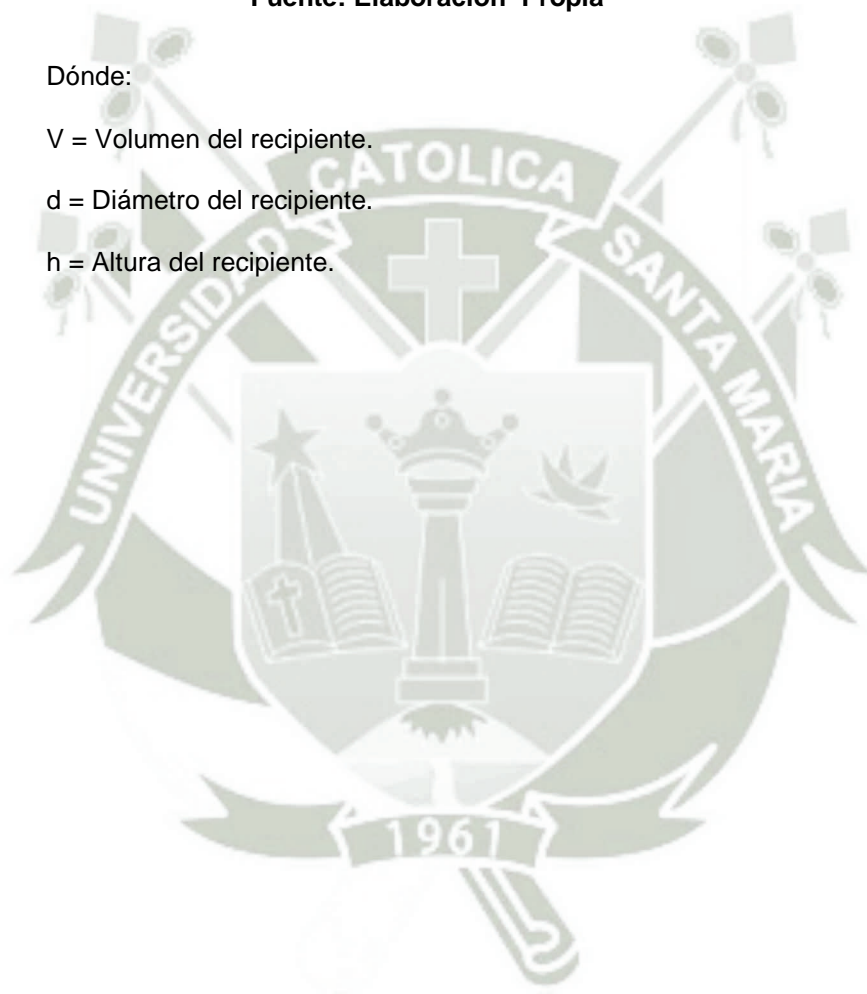 Fuente: Elaboración Propia
Dónde:
V = Volumen del recipiente.
d = Diámetro del recipiente.
h = Altura del recipiente.
UNIVERSIDAD CATOLICA SANTA MARIA
1961